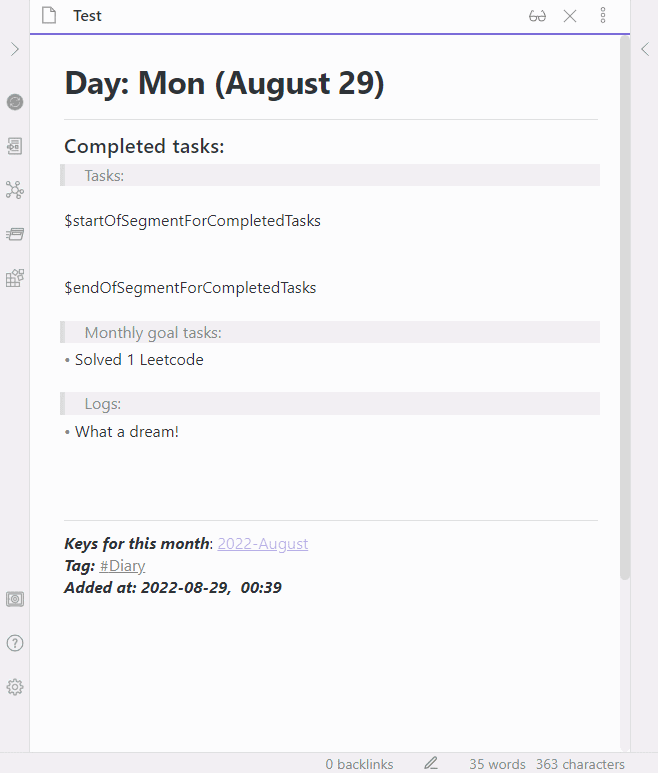 Test
Day: Mon (August 29)
Completed tasks:
Tasks:
$startOfSegmentForCompletedTasks
$endOfSegmentForCompletedTasks
Monthly goal tasks:
• Solved 1 Leetcode
Logs:
• What a dream!
Keys for this month: 2022-August
Tag: #Diary
Added at: 2022-08-29,  00:39
0 backlinks 35 words 363 characters